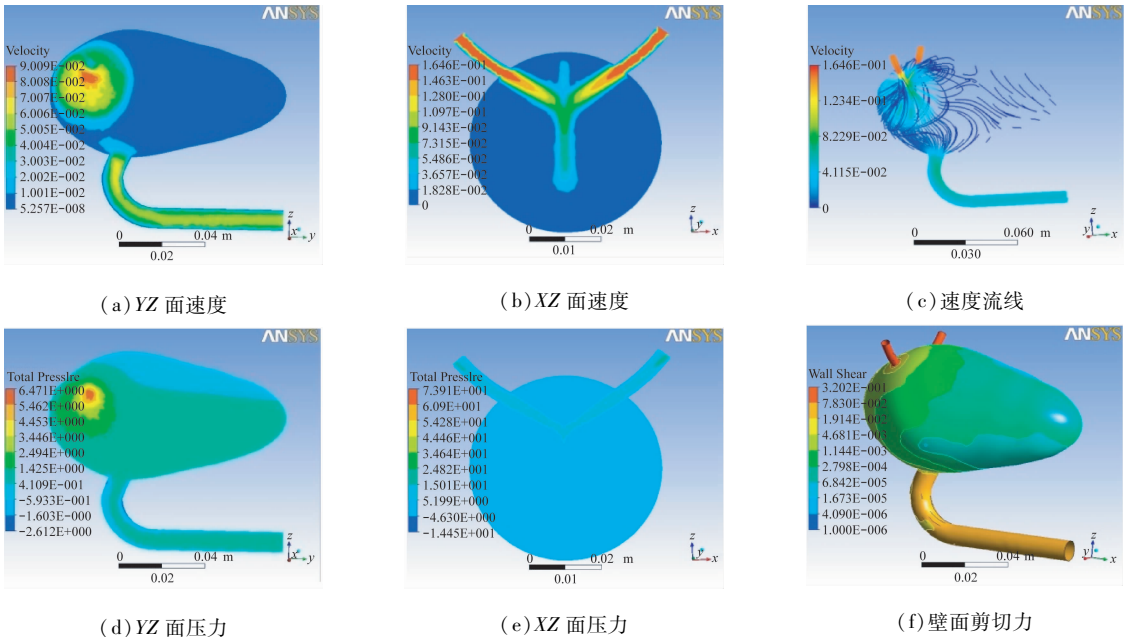 ANSYS
Velocity
9.009E−002
8.008E−002
7.007E−002
6.006E−002
5.005E−002
4.004E−002
3.003E−002
2.002E−002
1.001E−002
5.257E−008
0 0.04 m
0.02
z
x y
(a)YZ 面速度
ANSYS
Velocity
1.646E−001
1.463E−001
1.280E−001
1.097E−001
9.143E−002
7.315E−002
5.486E−002
3.657E−002
1.828E−002
0
0 0.02 m
0.01
z
y x
(b)XZ 面速度
ANSYS
Velocity
1.646E−001
1.234E−001
8.229E−002
4.115E−002
0
0 0.060 m
0.030
z
y x
(c)速度流线
ANSYS
Total Presslre
6.471E+000
5.462E+000
4.453E+000
3.446E+000
2.494E+000
1.425E+000
4.109E−001
−5.933E−001
−1.603E−000
−2.612E+000
0 0.04 m
0.02
z
x y
(d)YZ 面压力
ANSYS
Total Presslre
7.391E+001
6.09E+001
5.428E+001
4.446E+001
3.464E+001
2.482E+001
1.501E+001
5.199E+000
−4.630E+000
−1.445E+001
0 0.02 m
0.01
z
y x
(e)XZ 面压力
ANSYS
Wall Shear
3.202E−001
7.830E−002
1.914E−002
4.681E−003
1.144E−003
2.798E−004
6.842E−005
1.673E−005
4.090E−006
1.000E−006
0 0.04 m
0.02
z
y x
(f)壁面剪切力